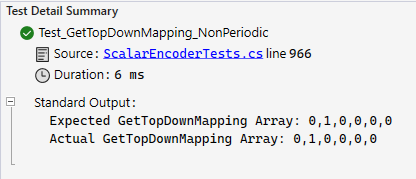 Test Detail Summary
Test_GetTopDownMapping_NonPeriodic
Source: ScalarEncoderTests.cs line 966
Duration: 6 ms
Standard Output:
Expected GetTopDownMapping Array: 0,1,0,0,0,0
Actual GetTopDownMapping Array: 0,1,0,0,0,0